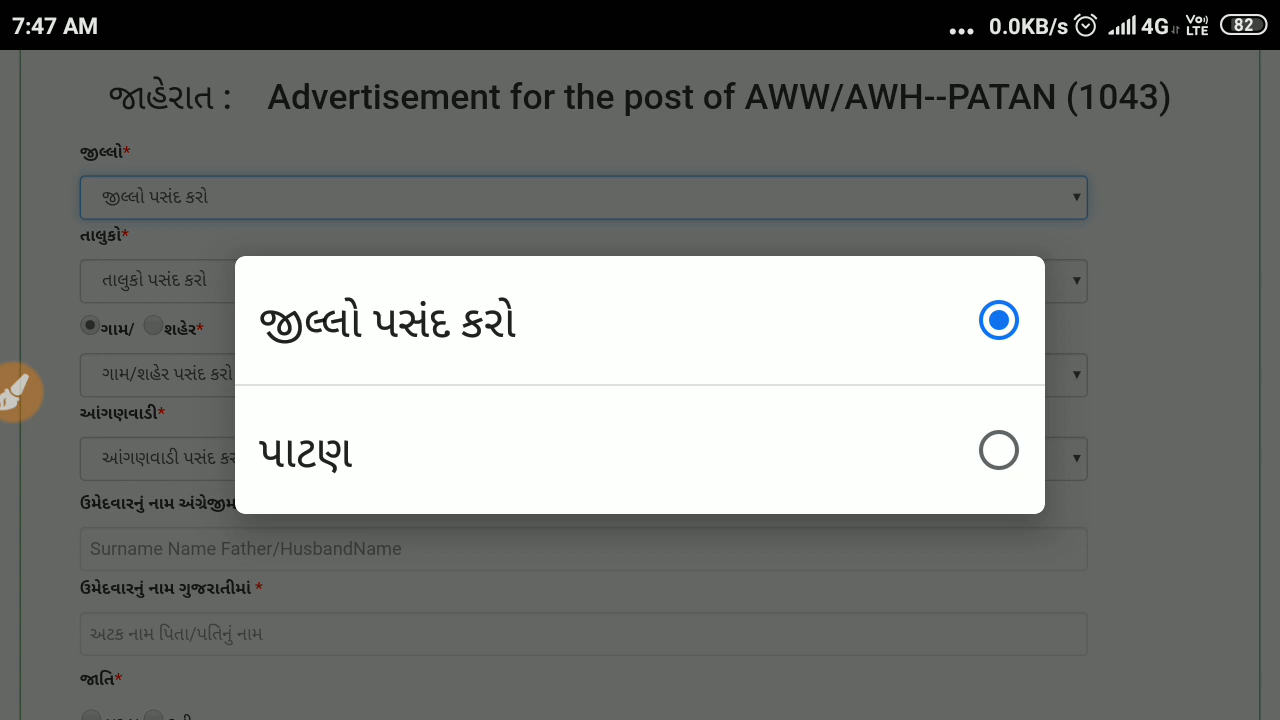 7:47 AM
... 0.0KB/s 4G Vo)) LTE 82
જાહેરાત : Advertisement for the post of AWW/AWH--PATAN (1043)
જીલ્લો*
જીલ્લો પસંદ કરો
તાલુકો*
તાલુકો પસંદ કરો
ગામ/ શહેર*
ગામ/શહેર પસંદ કરો
આંગણવાડી*
આંગણવાડી પસંદ
જીલ્લો પસંદ કરો
પાટણ
ઉમેદવારનું નામ
Surname Name Father/HusbandName
ઉમેદવારનું નામ ગુજરાતીમાં *
અટક નામ પિતા/પતિનું નામ
જાતિ*